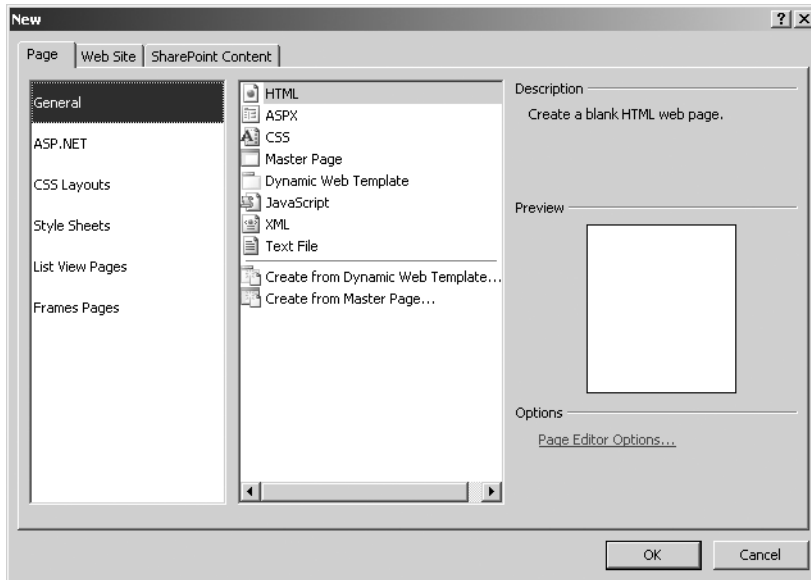 New
Page
Web Site
SharePoint Content
General
ASP.NET
CSS Layouts
Style Sheets
List View Pages
Frames Pages
HTML
ASPX
CSS
Master Page
Dynamic Web Template
JavaScript
XML
Text File
Create from Dynamic Web Template...
Create from Master Page...
Description
Create a blank HTML web page.
Preview
Options
Page Editor Options...
OK
Cancel